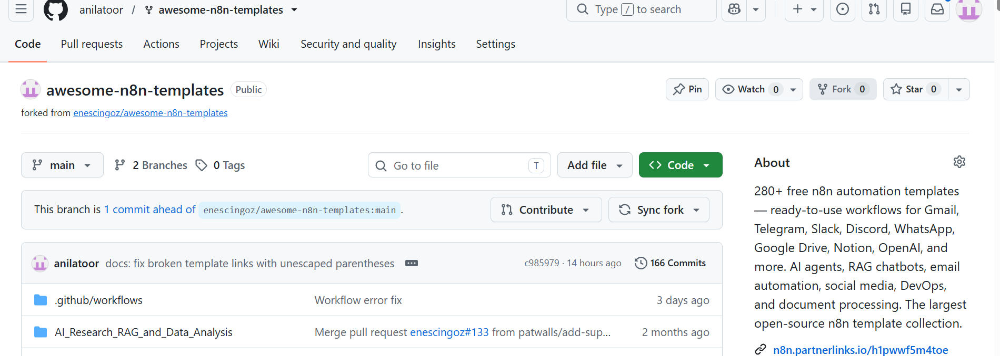 anilatoor / awesome-n8n-templates
Type / to search
Code Pull requests Actions Projects Wiki Security and quality Insights Settings
awesome-n8n-templates Public
Pin Watch 0 Fork 0 Star 0
forked from enescingoz/awesome-n8n-templates
main 2 Branches 0 Tags
Go to file T Add file Code
This branch is 1 commit ahead of enescingoz/awesome-n8n-templates:main.
Contribute Sync fork
anilatoor docs: fix broken template links with unescaped parentheses
c985979 · 14 hours ago 166 Commits
.github/workflows Workflow error fix 3 days ago
AI_Research_RAG_and_Data_Analysis Merge pull request enescingoz#133 from patwalls/add-sup... 2 months ago
About
280+ free n8n automation templates
— ready-to-use workflows for Gmail,
Telegram, Slack, Discord, WhatsApp,
Google Drive, Notion, OpenAI, and
more. AI agents, RAG chatbots, email
automation, social media, DevOps,
and document processing. The largest
open-source n8n template collection.
n8n.partnerlinks.io/h1pwwf5m4toe